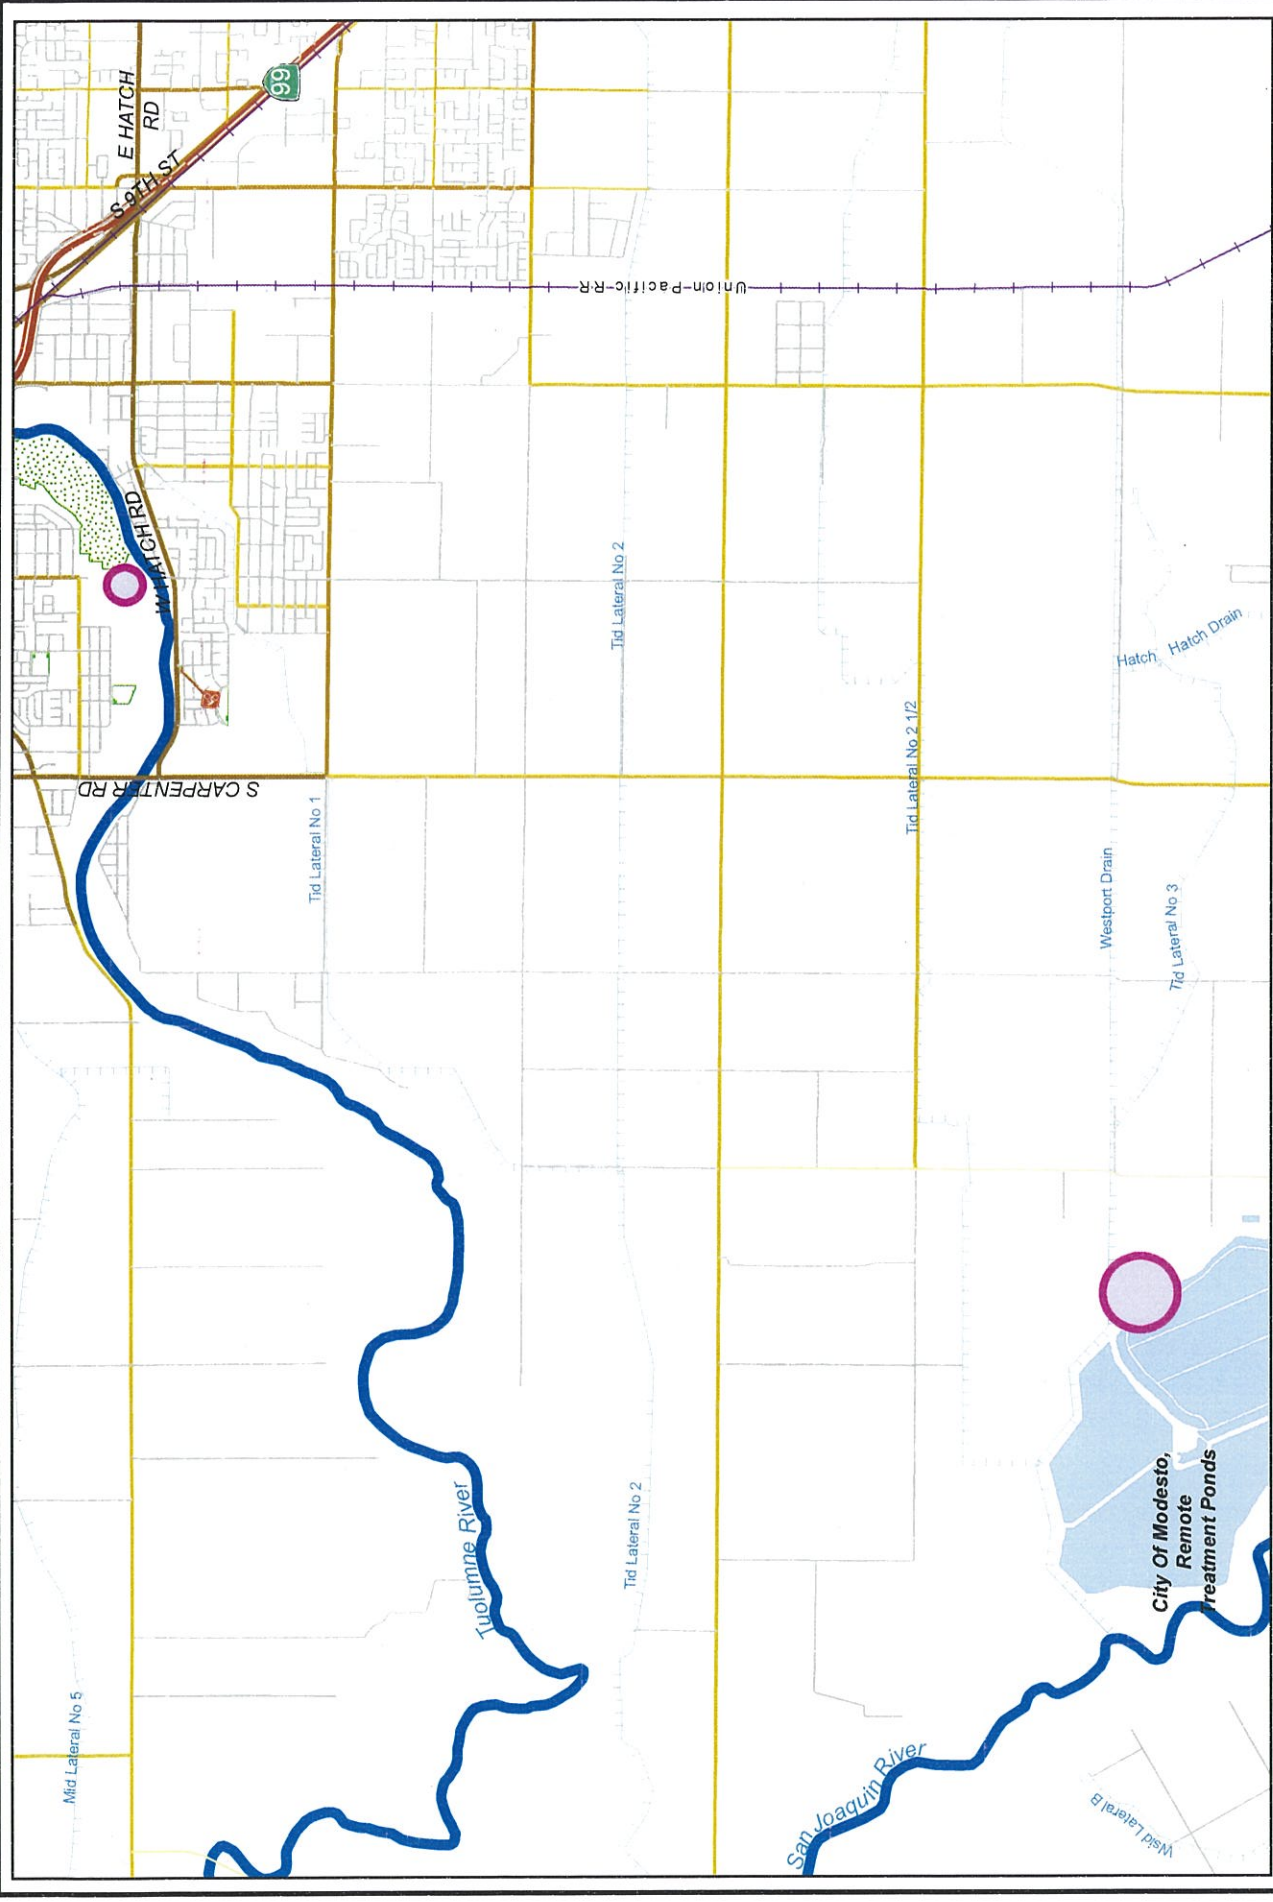 E HATCH
RD
S 9TH ST
99
W HATCH RD
S CARPENTER RD
Union Pacific RR
Tid Lateral No 1
Tid Lateral No 2
Tid Lateral No 2 1/2
Hatch
Hatch Drain
Westport Drain
Tid Lateral No 3
Mid Lateral No 5
Tuolumne River
Tid Lateral No 2
San Joaquin River
Wsid Lateral B
City Of Modesto,
Remote
Treatment Ponds